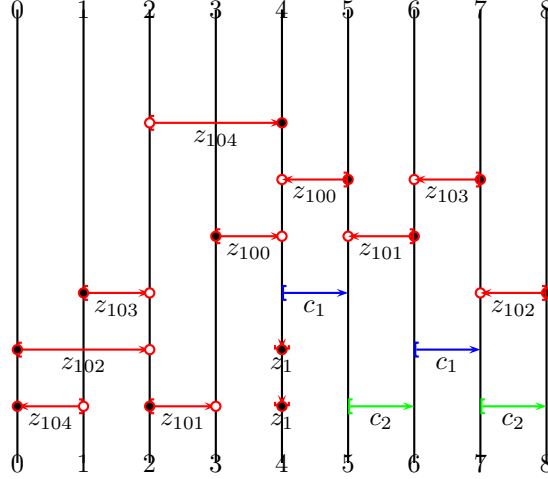 0 1 2 3 4 5 6 7 8
z₁₀₄
z₁₀₀ z₁₀₃
z₁₀₀ z₁₀₁
z₁₀₃ c₁ z₁₀₂
z₁₀₂ z₁ c₁
z₁₀₄ z₁₀₁ z₁ c₂ c₂
0 1 2 3 4 5 6 7 8